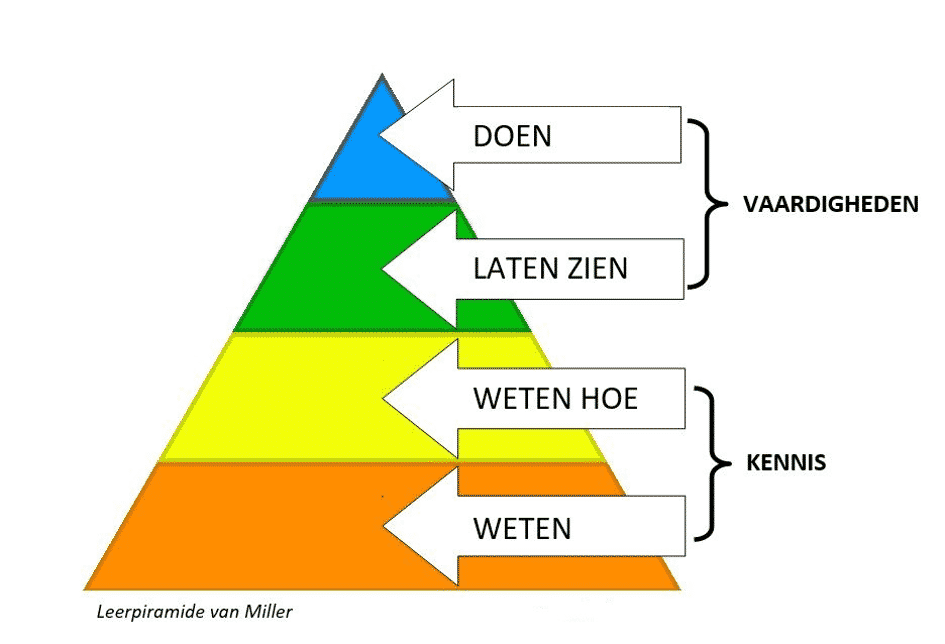 DOEN
VAARDIGHEDEN
LATEN ZIEN
WETEN HOE
KENNIS
WETEN
Leerpiramide van Miller